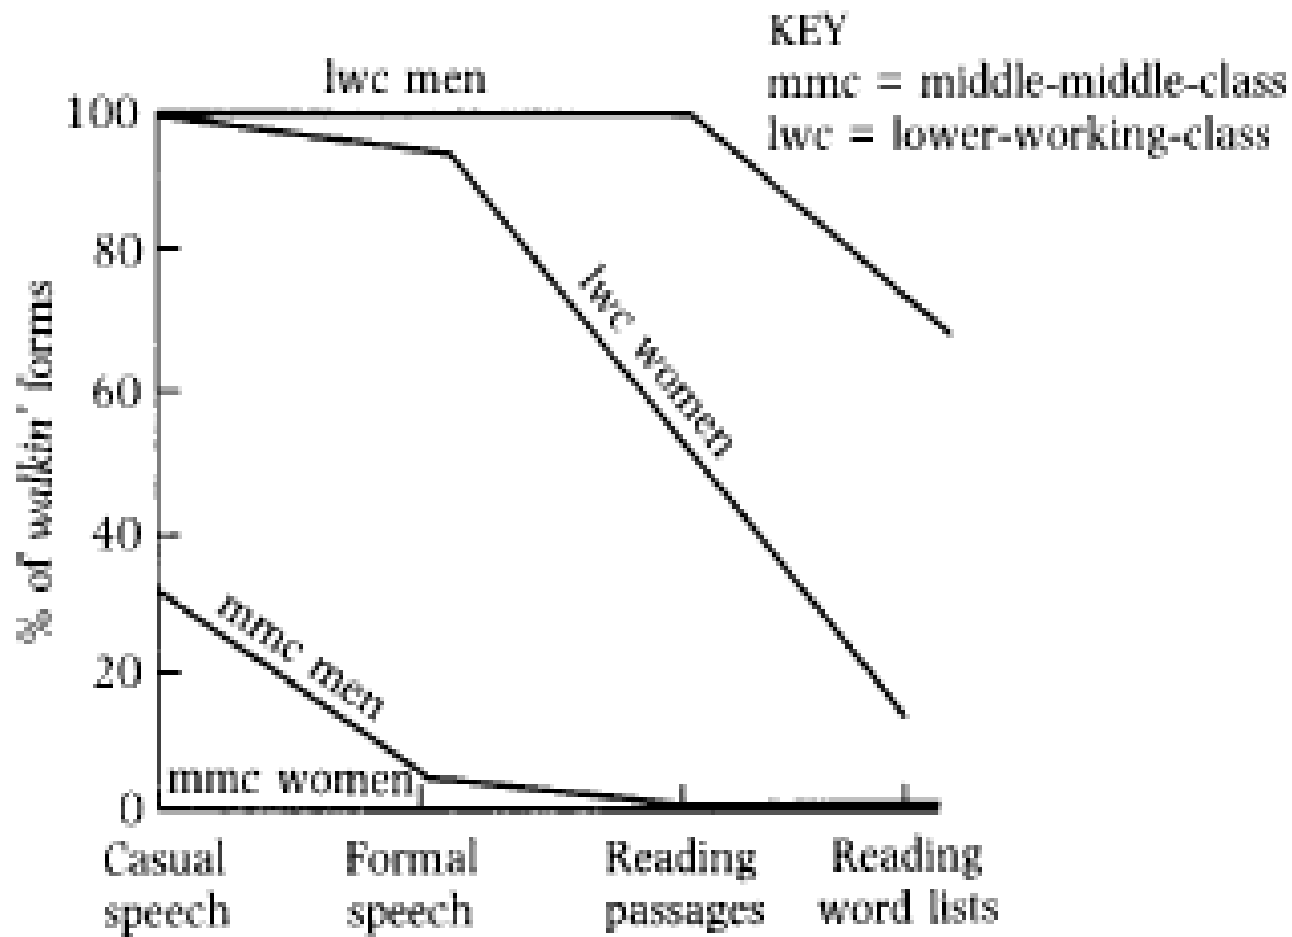 KEY
mmc = middle-middle-class
lwc = lower-working-class
lwc men
100
80
60
40
20
0
% of walkin' forms
lwc women
mmc men
mmc women
Casual
speech
Formal
speech
Reading
passages
Reading
word lists